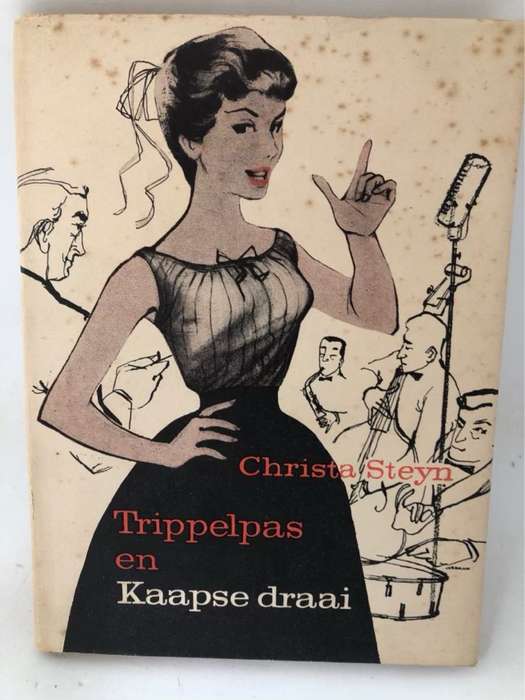 Christa Steyn
Trippelpas
en
Kaapse draai